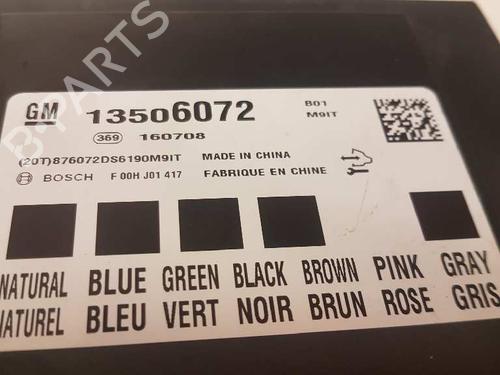 GM 13506072 B01
M9IT
369 160708
(20T)876072DS6190M9IT MADE IN CHINA
BOSCH F 00H J01 417 FABRIQUE EN CHINE
NATURAL BLUE GREEN BLACK BROWN PINK GRAY
NATUREL BLEU VERT NOIR BRUN ROSE GRIS
B-PARTS